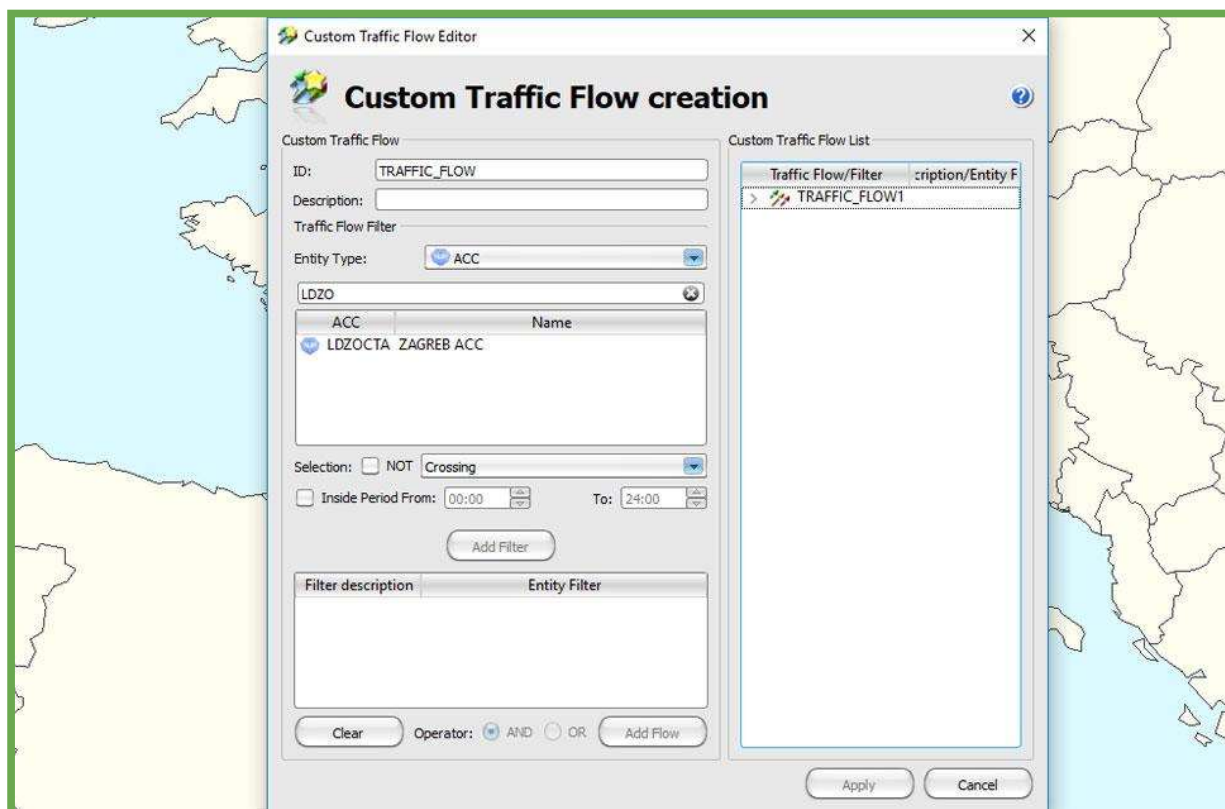 Custom Traffic Flow Editor
Custom Traffic Flow creation
Custom Traffic Flow
ID: TRAFFIC_FLOW
Description:
Traffic Flow Filter
Entity Type: ACC
LDZO
ACC Name
LDZOCTA ZAGREB ACC
Selection: NOT Crossing
Inside Period From: 00:00 To: 24:00
Add Filter
Filter description Entity Filter
Clear Operator: AND OR Add Flow
Custom Traffic Flow List
Traffic Flow/Filter cription/Entity F
TRAFFIC_FLOW1
Apply Cancel